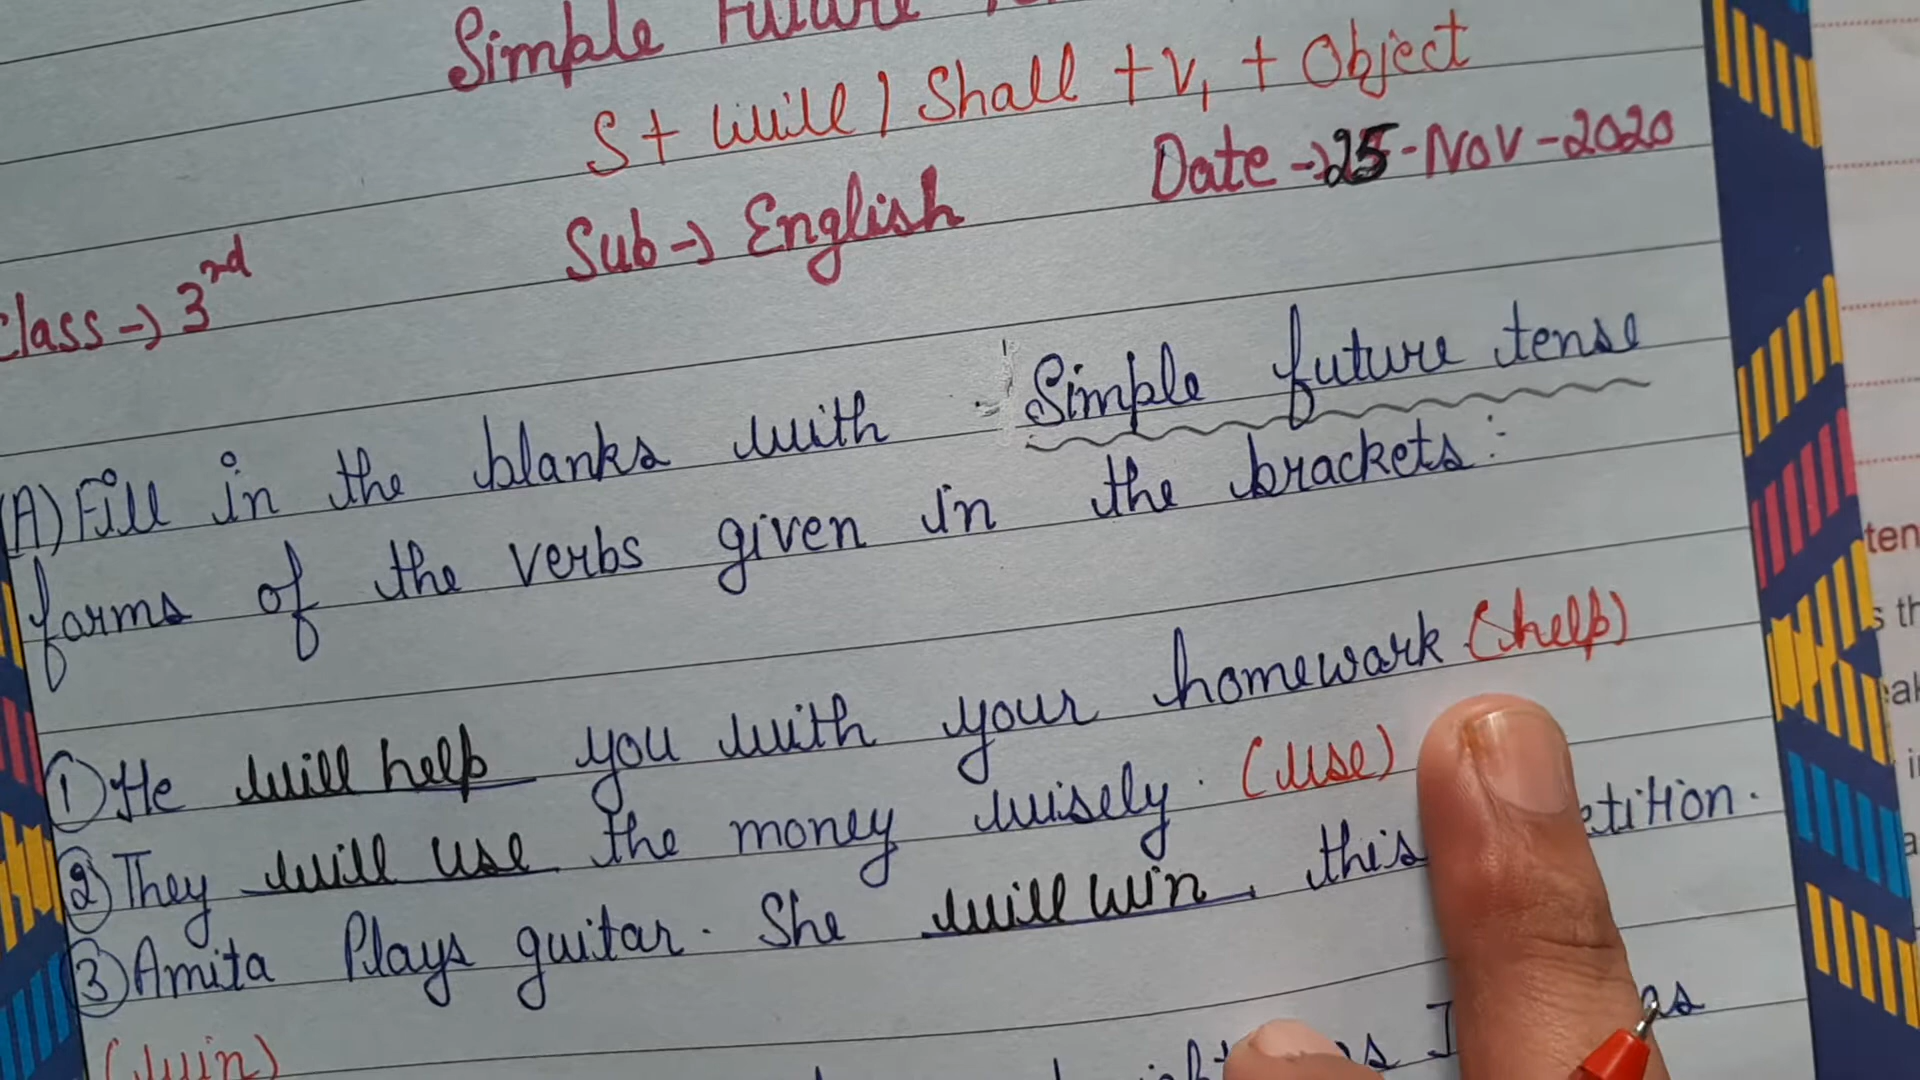 Simple Future
S + Will / Shall + V1 + Object
Date → 25-Nov-2020
Class → 3rd Sub → English
(A) Fill in the blanks with Simple future tense
forms of the verbs given in the brackets:
① He will help you with your homework (help)
② They will use the money wisely. (use)
③ Amita Plays guitar. She will win this etition.
(win)
I